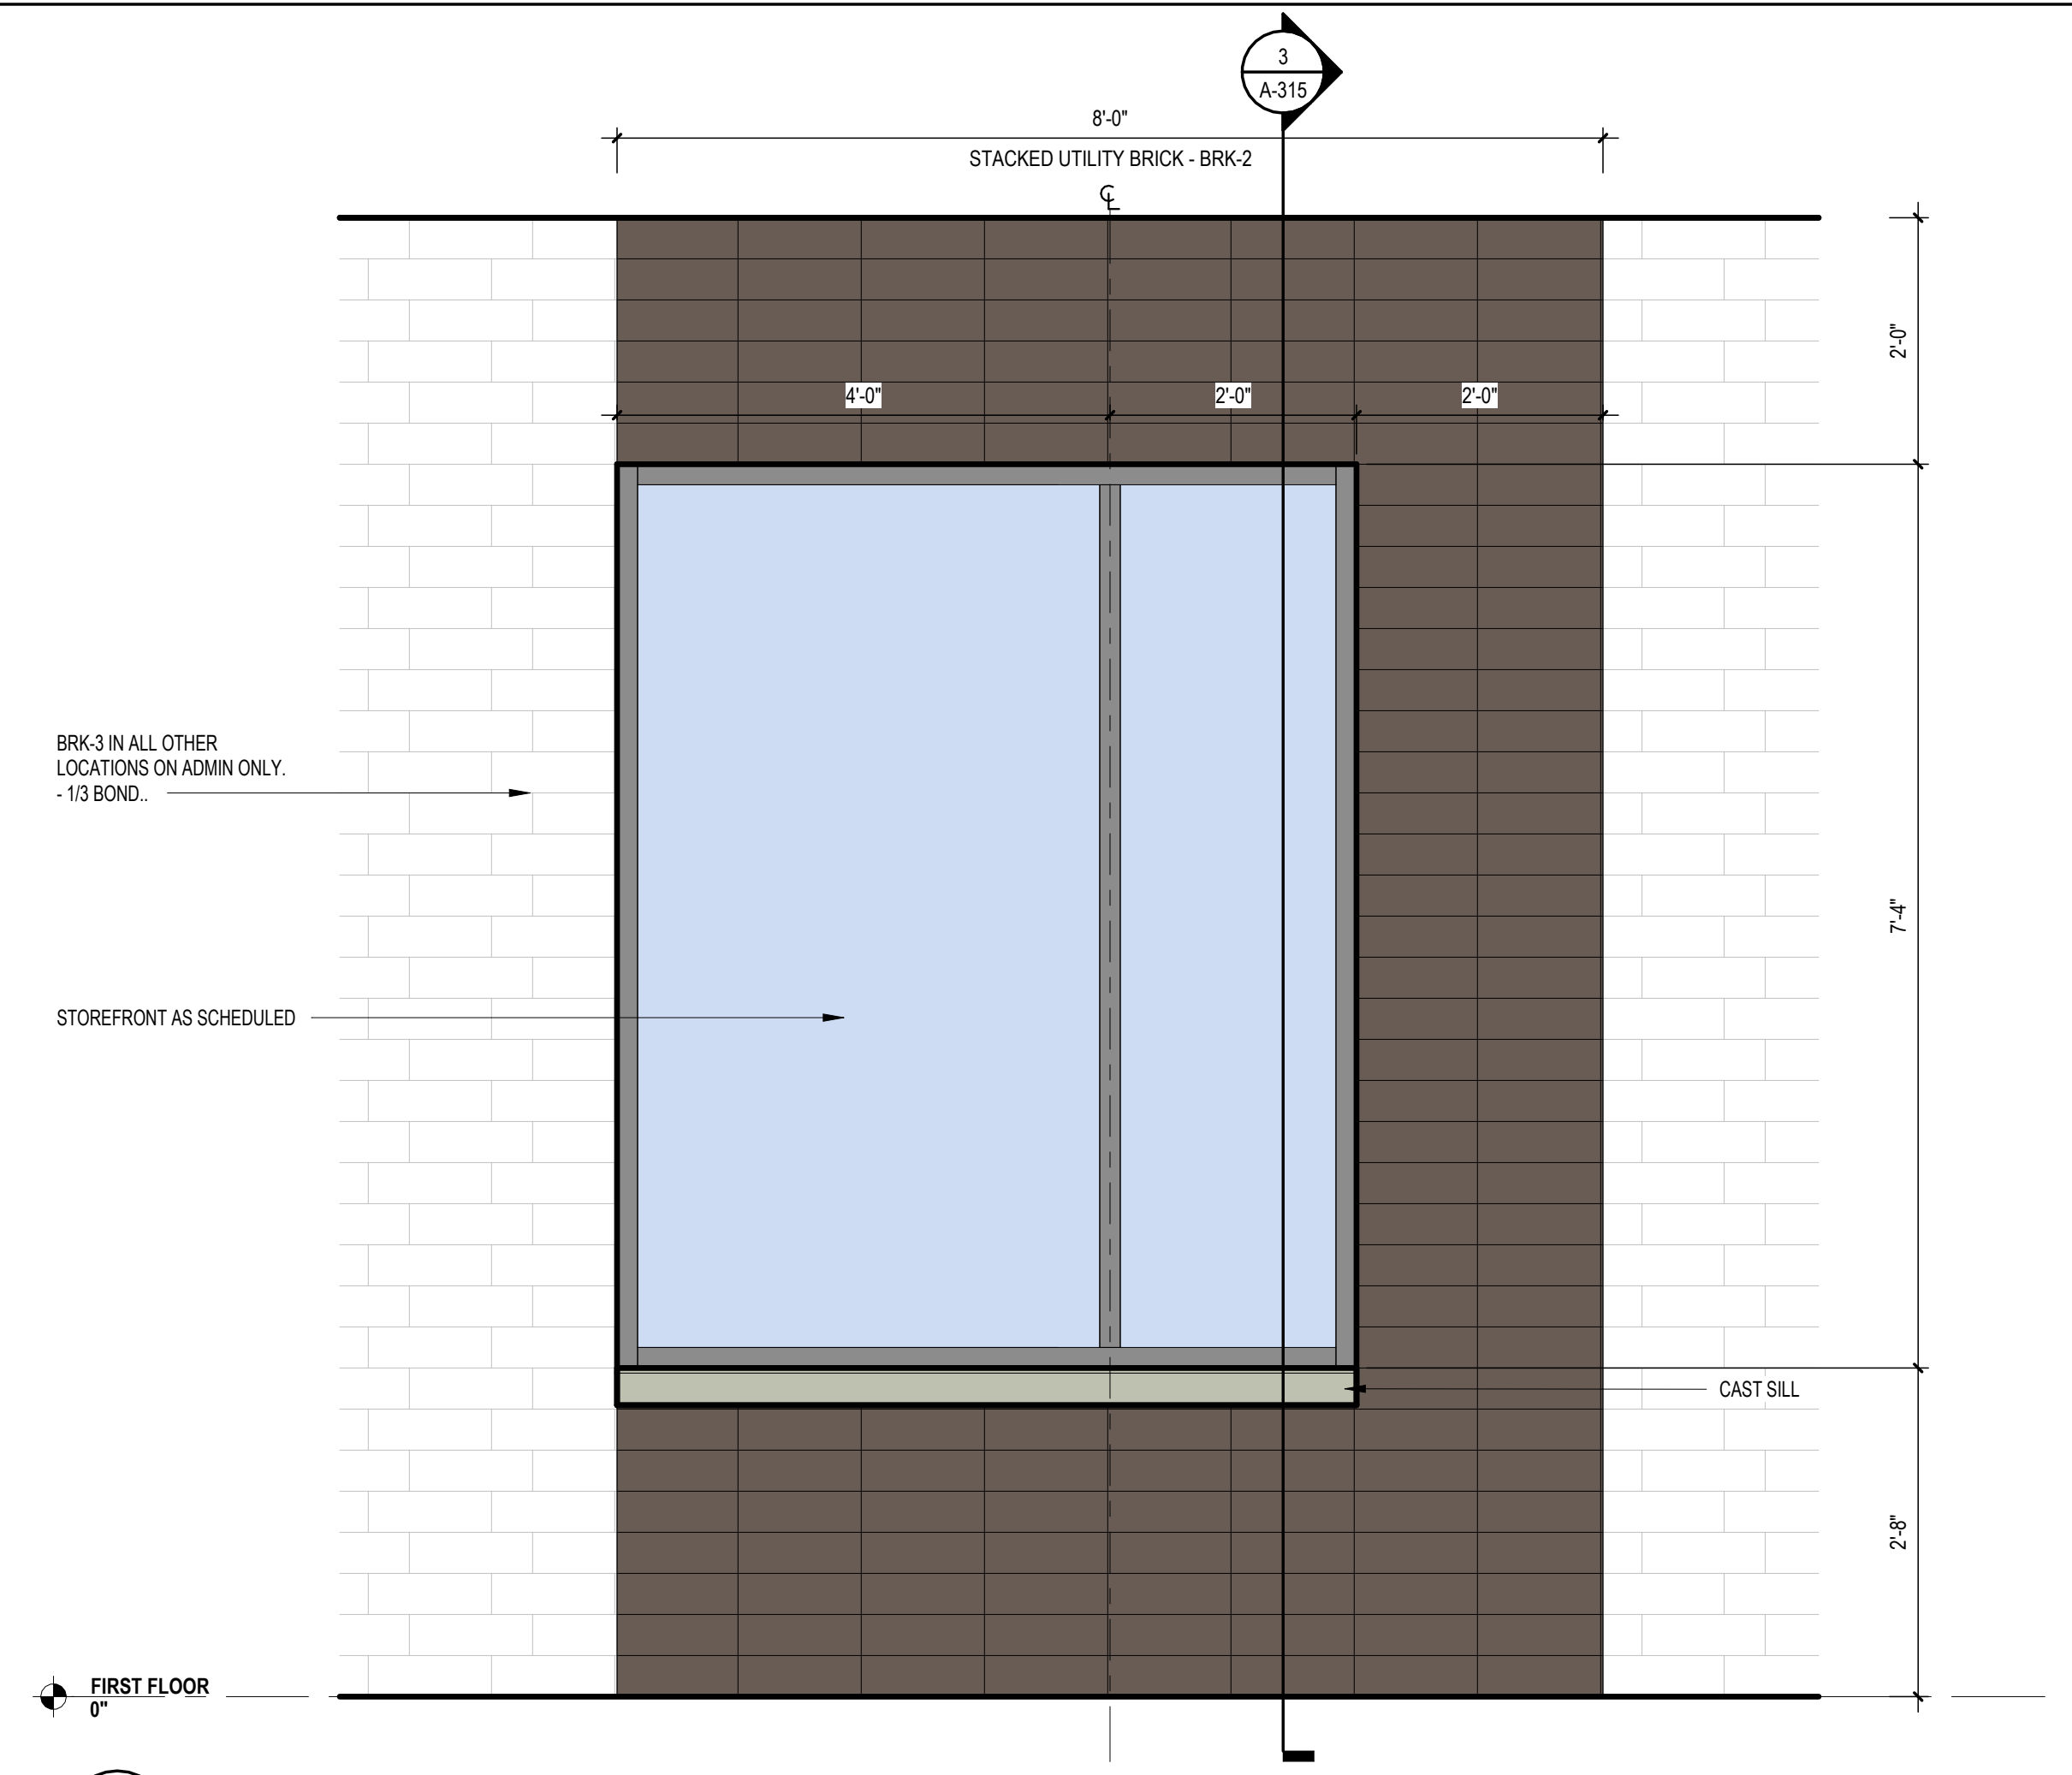 3
A-315
8'-0"
STACKED UTILITY BRICK - BRK-2
℄
2'-0"
4'-0"
2'-0"
2'-0"
BRK-3 IN ALL OTHER
LOCATIONS ON ADMIN ONLY.
- 1/3 BOND..
7'-4"
STOREFRONT AS SCHEDULED
CAST SILL
2'-8"
FIRST FLOOR
0"